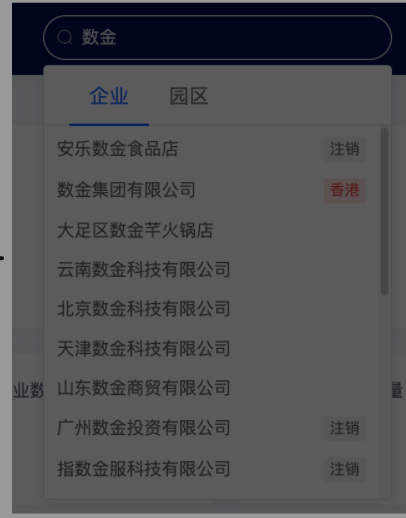 数金
企业 园区
安乐数金食品店 注销
数金集团有限公司 香港
大足区数金芊火锅店
云南数金科技有限公司
北京数金科技有限公司
天津数金科技有限公司
业数 山东数金商贸有限公司 量
广州数金投资有限公司 注销
指数金服科技有限公司 注销